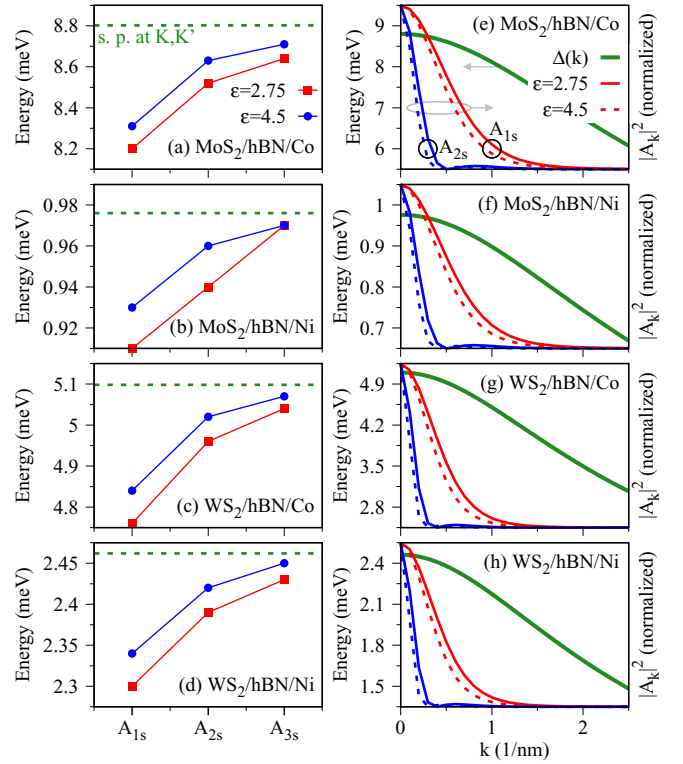 8.8
8.6
8.4
8.2
Energy (meV)
s. p. at K,K'
ε=2.75
ε=4.5
(a) MoS2/hBN/Co
0.98
0.96
0.94
0.92
Energy (meV)
(b) MoS2/hBN/Ni
5.1
5
4.9
4.8
Energy (meV)
(c) WS2/hBN/Co
2.45
2.4
2.35
2.3
Energy (meV)
(d) WS2/hBN/Ni
A1s
A2s
A3s
9
8
7
6
Energy (meV)
(e) MoS2/hBN/Co
Δ(k)
ε=2.75
ε=4.5
A1s
A2s
|Ak|2 (normalized)
1
0.9
0.8
0.7
Energy (meV)
(f) MoS2/hBN/Ni
|Ak|2 (normalized)
4.9
4.2
3.5
2.8
Energy (meV)
(g) WS2/hBN/Co
|Ak|2 (normalized)
2.4
2.1
1.8
1.5
Energy (meV)
(h) WS2/hBN/Ni
|Ak|2 (normalized)
0
1
2
k (1/nm)